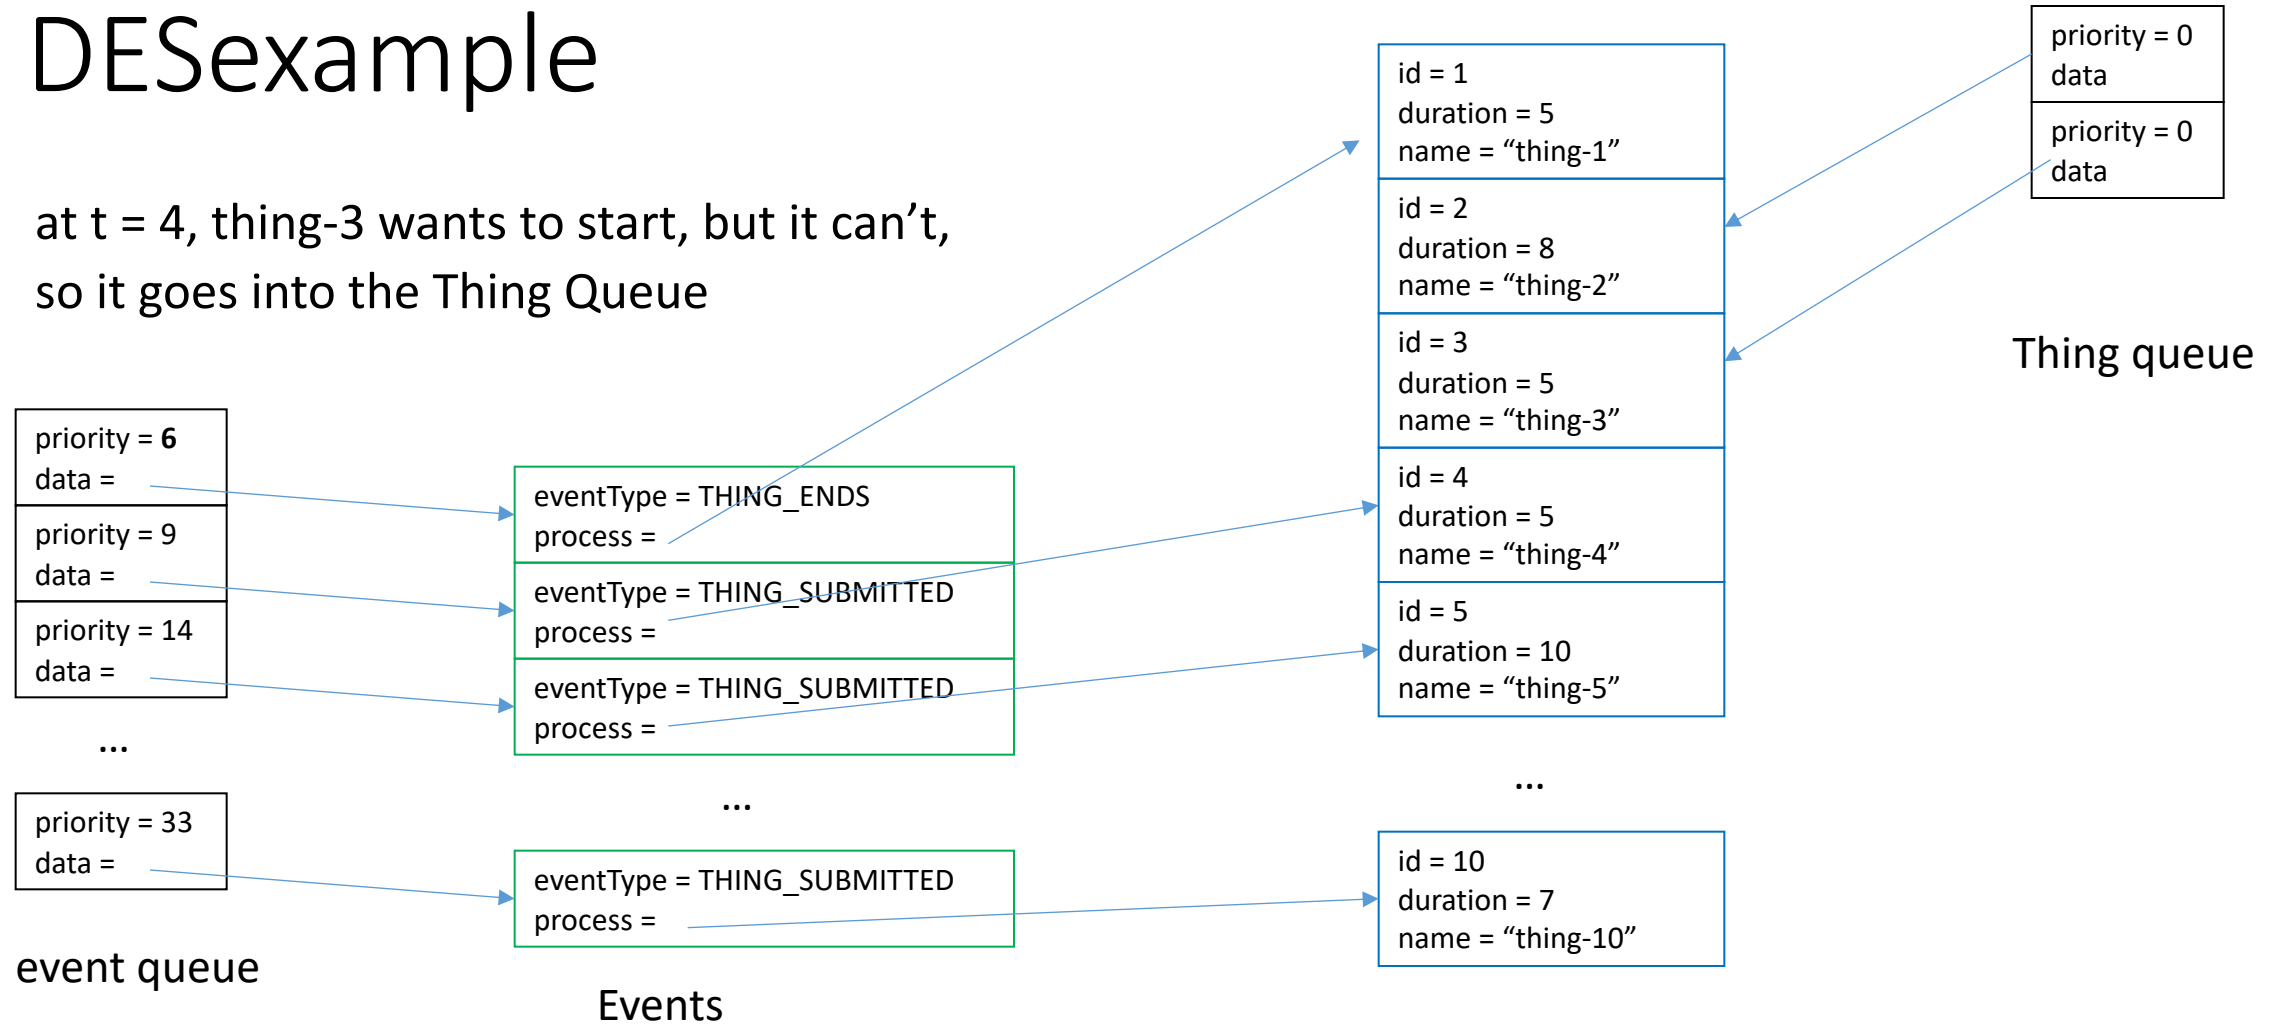 DESexample
at t = 4, thing-3 wants to start, but it can’t,
so it goes into the Thing Queue
priority = 6
data =
priority = 9
data =
priority = 14
data =
...
priority = 33
data =
event queue
eventType = THING_ENDS
process =
eventType = THING_SUBMITTED
process =
eventType = THING_SUBMITTED
process =
...
eventType = THING_SUBMITTED
process =
Events
id = 1
duration = 5
name = “thing-1”
id = 2
duration = 8
name = “thing-2”
id = 3
duration = 5
name = “thing-3”
id = 4
duration = 5
name = “thing-4”
id = 5
duration = 10
name = “thing-5”
...
id = 10
duration = 7
name = “thing-10”
priority = 0
data
priority = 0
data
Thing queue